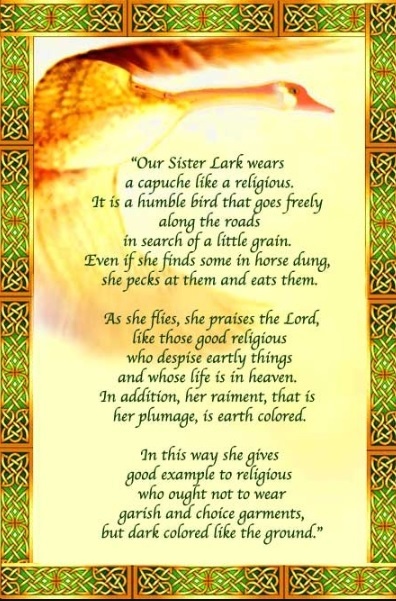 “Our Sister Lark wears
a capuche like a religious.
It is a humble bird that goes freely
along the roads
in search of a little grain.
Even if she finds some in horse dung,
she pecks at them and eats them.
As she flies, she praises the Lord,
like those good religious
who despise eartly things
and whose life is in heaven.
In addition, her raiment, that is
her plumage, is earth colored.
In this way she gives
good example to religious
who ought not to wear
garish and choice garments,
but dark colored like the ground.”